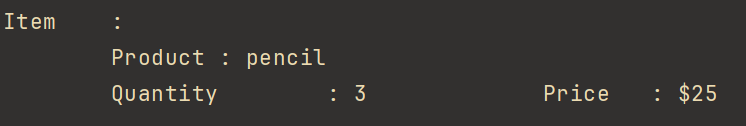 Item    :
        Product : pencil
        Quantity        : 3             Price   : $25